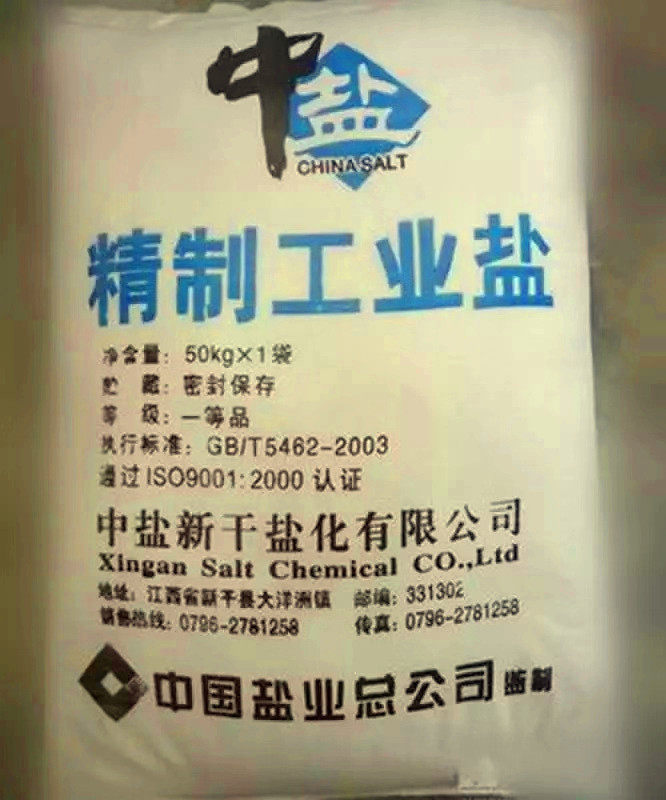 中盐
CHINA SALT
精制工业盐
净含量：50kg×1袋
贮 藏：密封保存
等 级：一等品
执行标准：GB/T5462-2003
通过ISO9001:2000认证
中盐新干盐化有限公司
Xingan Salt Chemical CO.,Ltd
地址：江西省新干县大洋洲镇 邮编：331302
销售热线：0796-2781258 传真：0796-2781258
中国盐业总公司监制